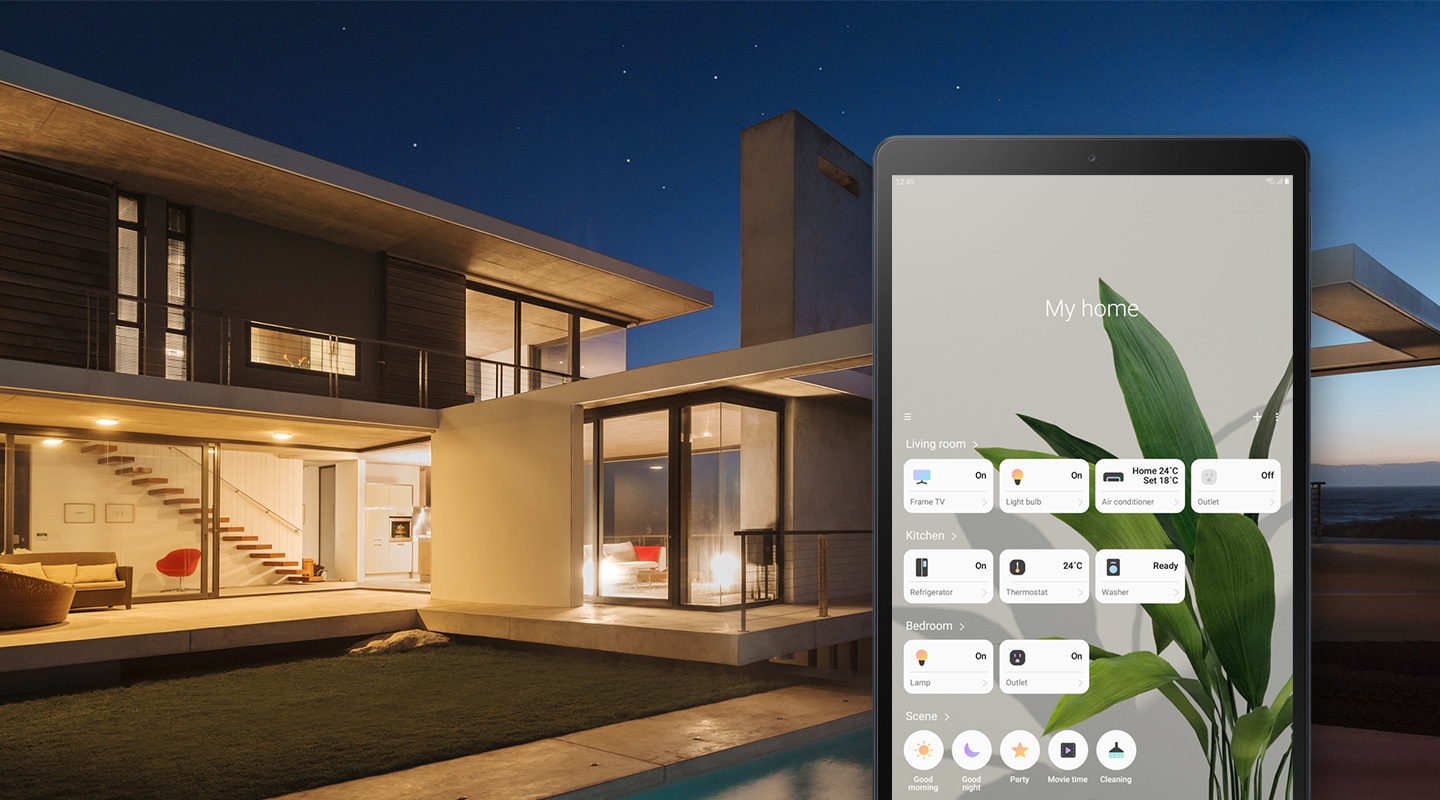 12:45
My home
Living room
On
On
Home 24˚C
Set 18˚C
Off
Frame TV
Light bulb
Air conditioner
Outlet
Kitchen
On
24˚C
Ready
Refrigerator
Thermostat
Washer
Bedroom
On
On
Lamp
Outlet
Scene
Good
morning
Good
night
Party
Movie time
Cleaning